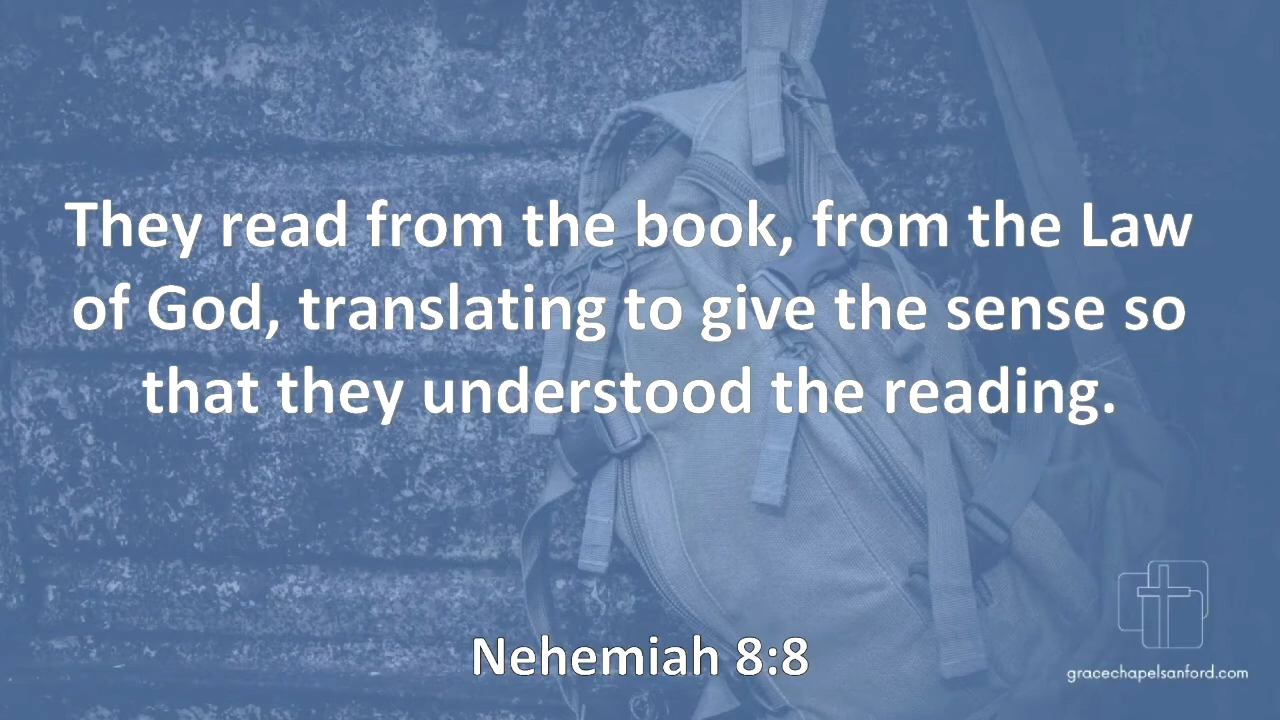 They read from the book, from the Law
of God, translating to give the sense so
that they understood the reading.
Nehemiah 8:8
gracechapelsanford.com